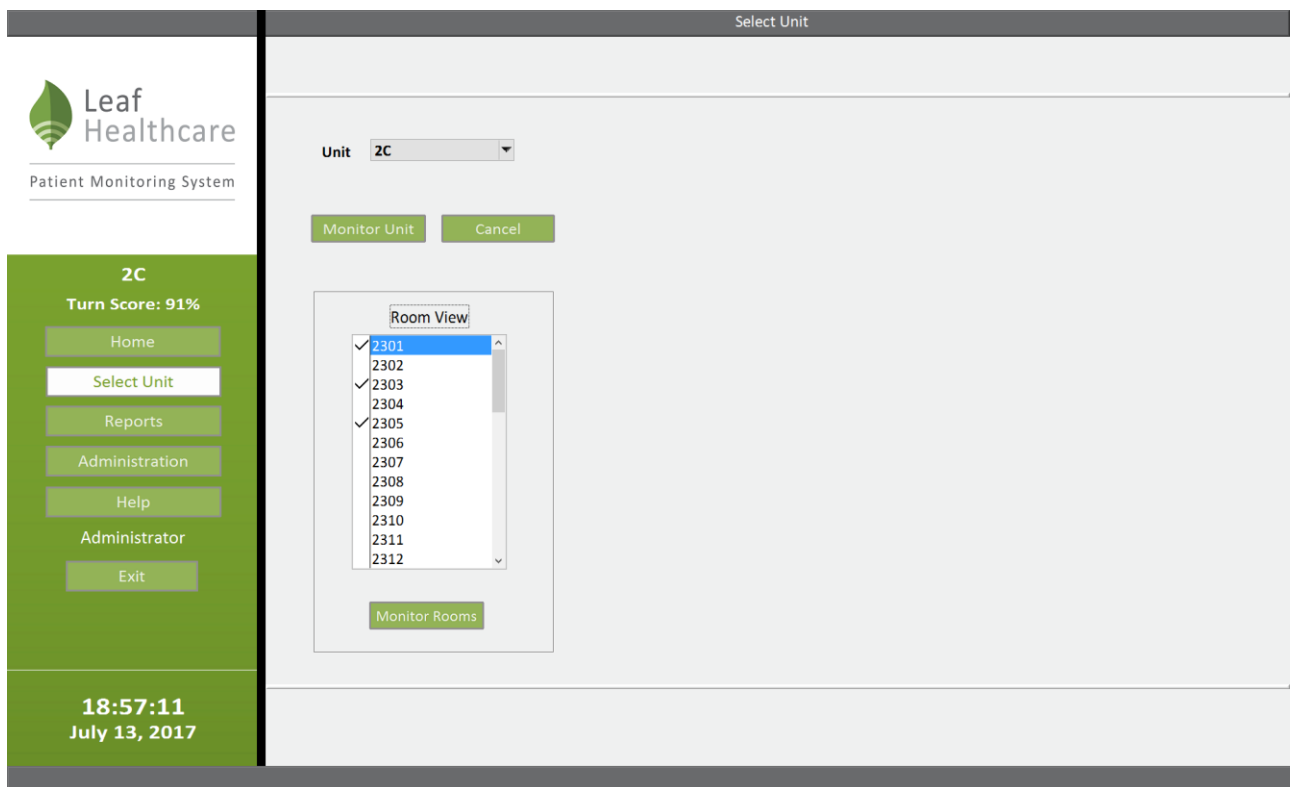 Select Unit
Leaf
Healthcare
Patient Monitoring System
2C
Turn Score: 91%
Home
Select Unit
Reports
Administration
Help
Administrator
Exit
18:57:11
July 13, 2017
Unit 2C
Monitor Unit Cancel
Room View
2301
2302
2303
2304
2305
2306
2307
2308
2309
2310
2311
2312
Monitor Rooms